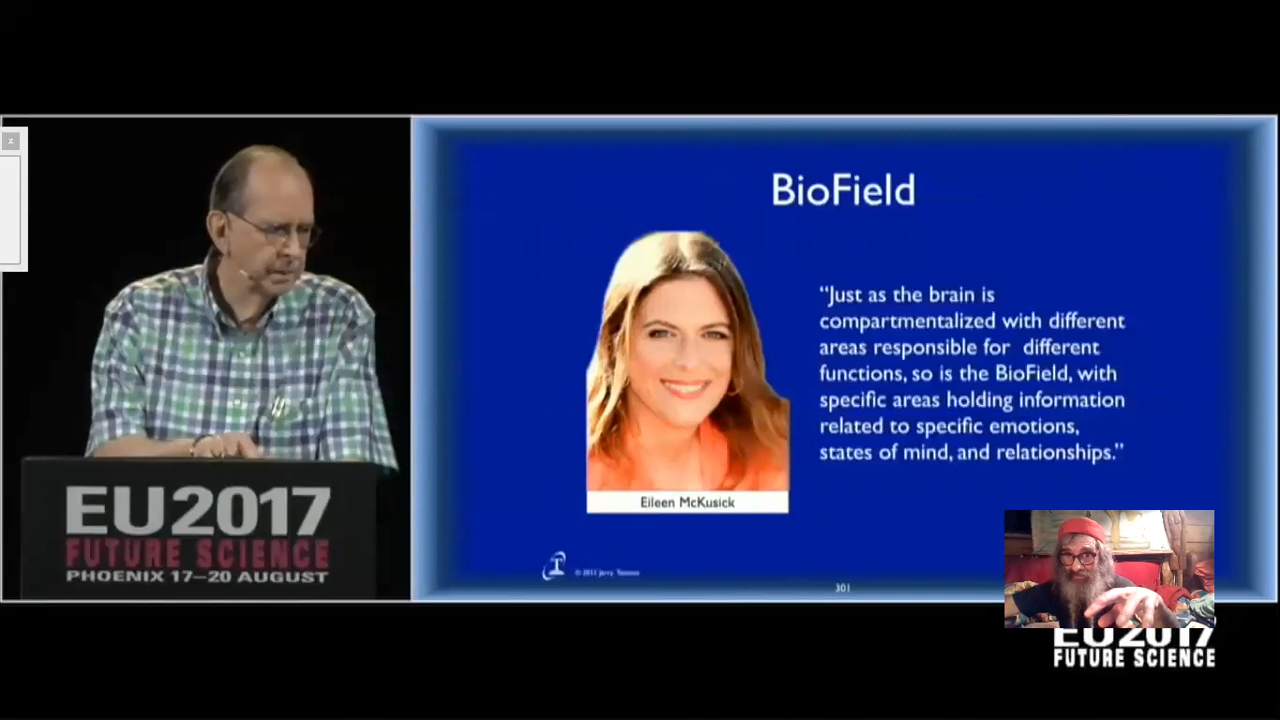 x
BioField
“Just as the brain is
compartmentalized with different
areas responsible for different
functions, so is the BioField, with
specific areas holding information
related to specific emotions,
states of mind, and relationships.”
Eileen McKusick
301
EU2017
FUTURE SCIENCE
PHOENIX 17–20 AUGUST
EU2017
FUTURE SCIENCE